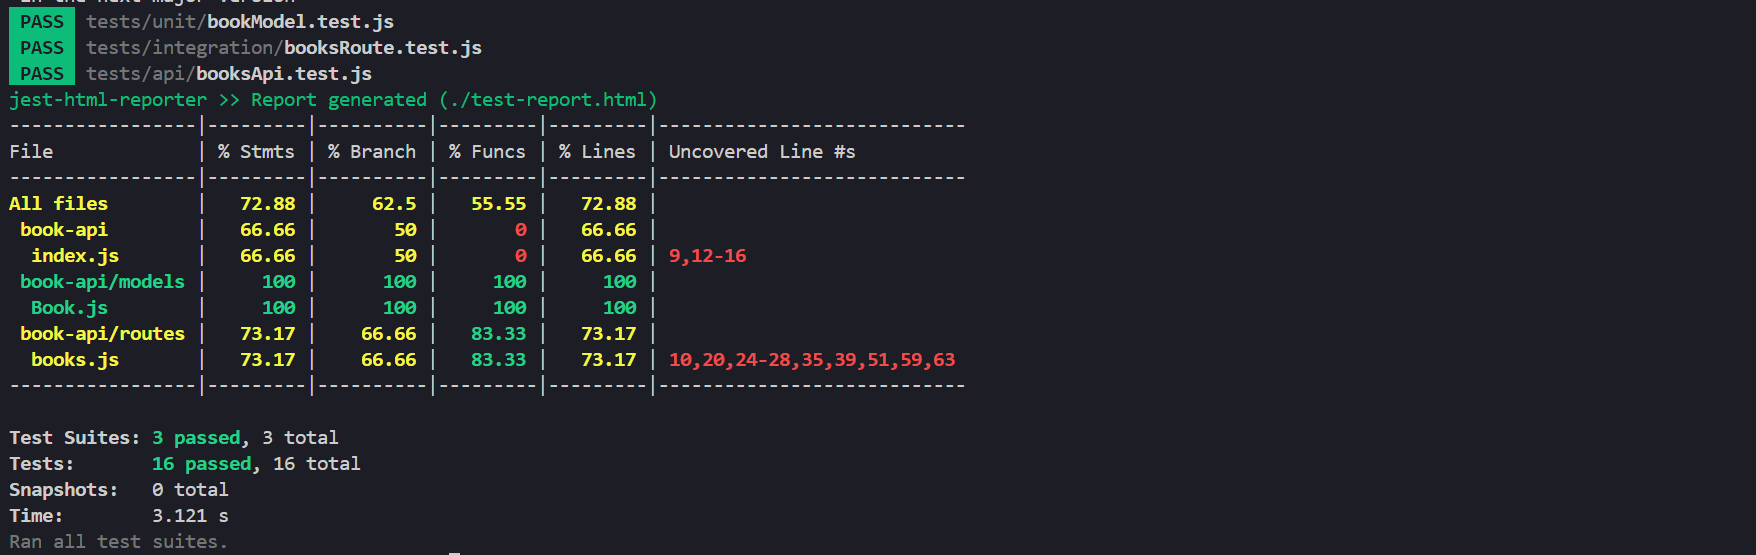 in the next major version
PASS tests/unit/bookModel.test.js
PASS tests/integration/booksRoute.test.js
PASS tests/api/booksApi.test.js
jest-html-reporter >> Report generated (./test-report.html)
-----------------|---------|----------|---------|---------|----------------------------
File             | % Stmts | % Branch | % Funcs | % Lines | Uncovered Line #s
-----------------|---------|----------|---------|---------|----------------------------
All files        |   72.88 |     62.5 |   55.55 |   72.88 |
 book-api        |   66.66 |       50 |       0 |   66.66 |
  index.js       |   66.66 |       50 |       0 |   66.66 | 9,12-16
 book-api/models |     100 |      100 |     100 |     100 |
  Book.js        |     100 |      100 |     100 |     100 |
 book-api/routes |   73.17 |    66.66 |   83.33 |   73.17 |
  books.js       |   73.17 |    66.66 |   83.33 |   73.17 | 10,20,24-28,35,39,51,59,63
-----------------|---------|----------|---------|---------|----------------------------
Test Suites: 3 passed, 3 total
Tests:       16 passed, 16 total
Snapshots:   0 total
Time:        3.121 s
Ran all test suites.